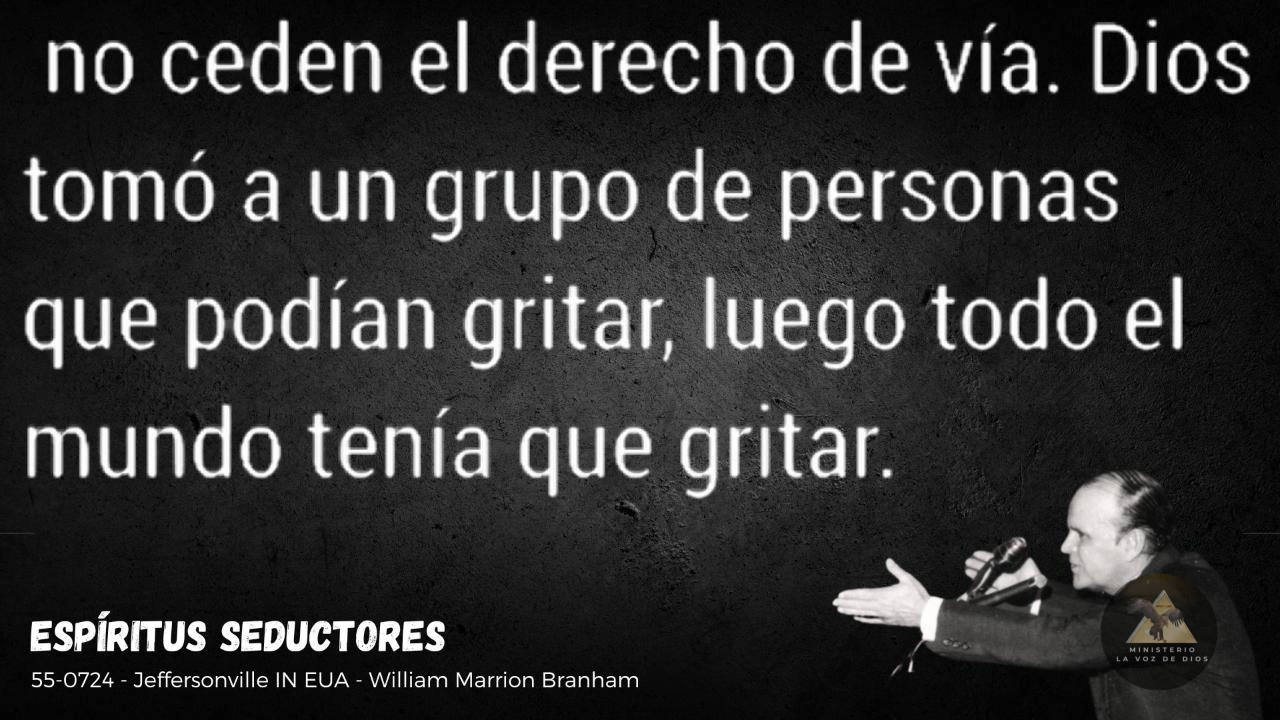 no ceden el derecho de vía. Dios
tomó a un grupo de personas
que podían gritar, luego todo el
mundo tenía que gritar.
ESPÍRITUS SEDUCTORES
55-0724 - Jeffersonville IN EUA - William Marrion Branham
MINISTERIO
LA VOZ DE DIOS